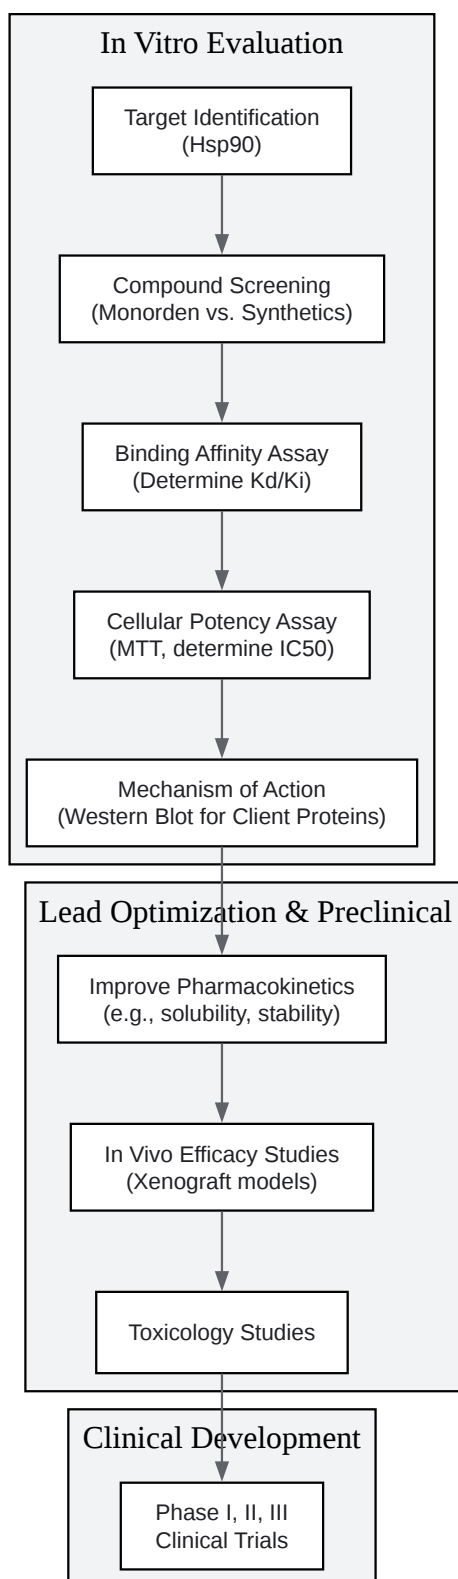 In Vitro Evaluation
Target Identification
(Hsp90)
Compound Screening
(Monorden vs. Synthetics)
Binding Affinity Assay
(Determine Kd/Ki)
Cellular Potency Assay
(MTT, determine IC50)
Mechanism of Action
(Western Blot for Client Proteins)
Lead Optimization & Preclinical
Improve Pharmacokinetics
(e.g., solubility, stability)
In Vivo Efficacy Studies
(Xenograft models)
Toxicology Studies
Clinical Development
Phase I, II, III
Clinical Trials